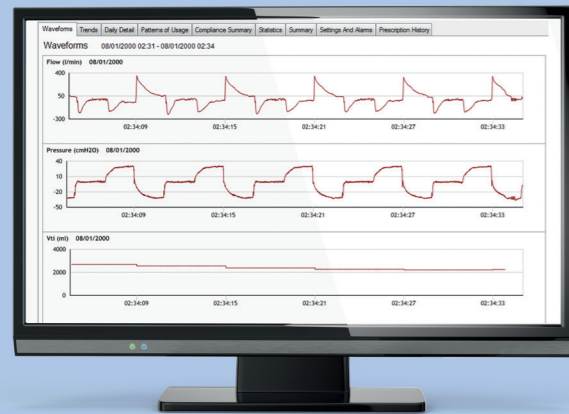 Waveforms Trends Daily Detail Patterns of Usage Compliance Summary Statistics Summary Settings And Alarms Prescription History
Waveforms 08/01/2000 02:31 - 08/01/2000 02:34
Flow (l/min) 08/01/2000
400
50
-300
02:34:09 02:34:15 02:34:21 02:34:27 02:34:33
Pressure (cmH2O) 08/01/2000
40
10
-20
-50
02:34:09 02:34:15 02:34:21 02:34:27 02:34:33
Vti (ml) 08/01/2000
4000
2000
0
02:34:09 02:34:15 02:34:21 02:34:27 02:34:33